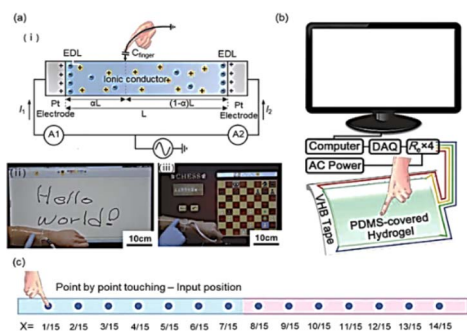 (a)
(i)
EDL
C_finger
EDL
Ionic conductor
Pt
Electrode
αL
(1-α)L
L
Pt
Electrode
I₁
A1
A2
I₂
(ii)
Hello
world!
10cm
(iii)
CHESS
10cm
(b)
Computer
DAQ
×4
AC Power
VHB Tape
PDMS-covered
Hydrogel
(c)
Point by point touching – Input position
X= 1/15 2/15 3/15 4/15 5/15 6/15 7/15 8/15 9/15 10/15 11/15 12/15 13/15 14/15